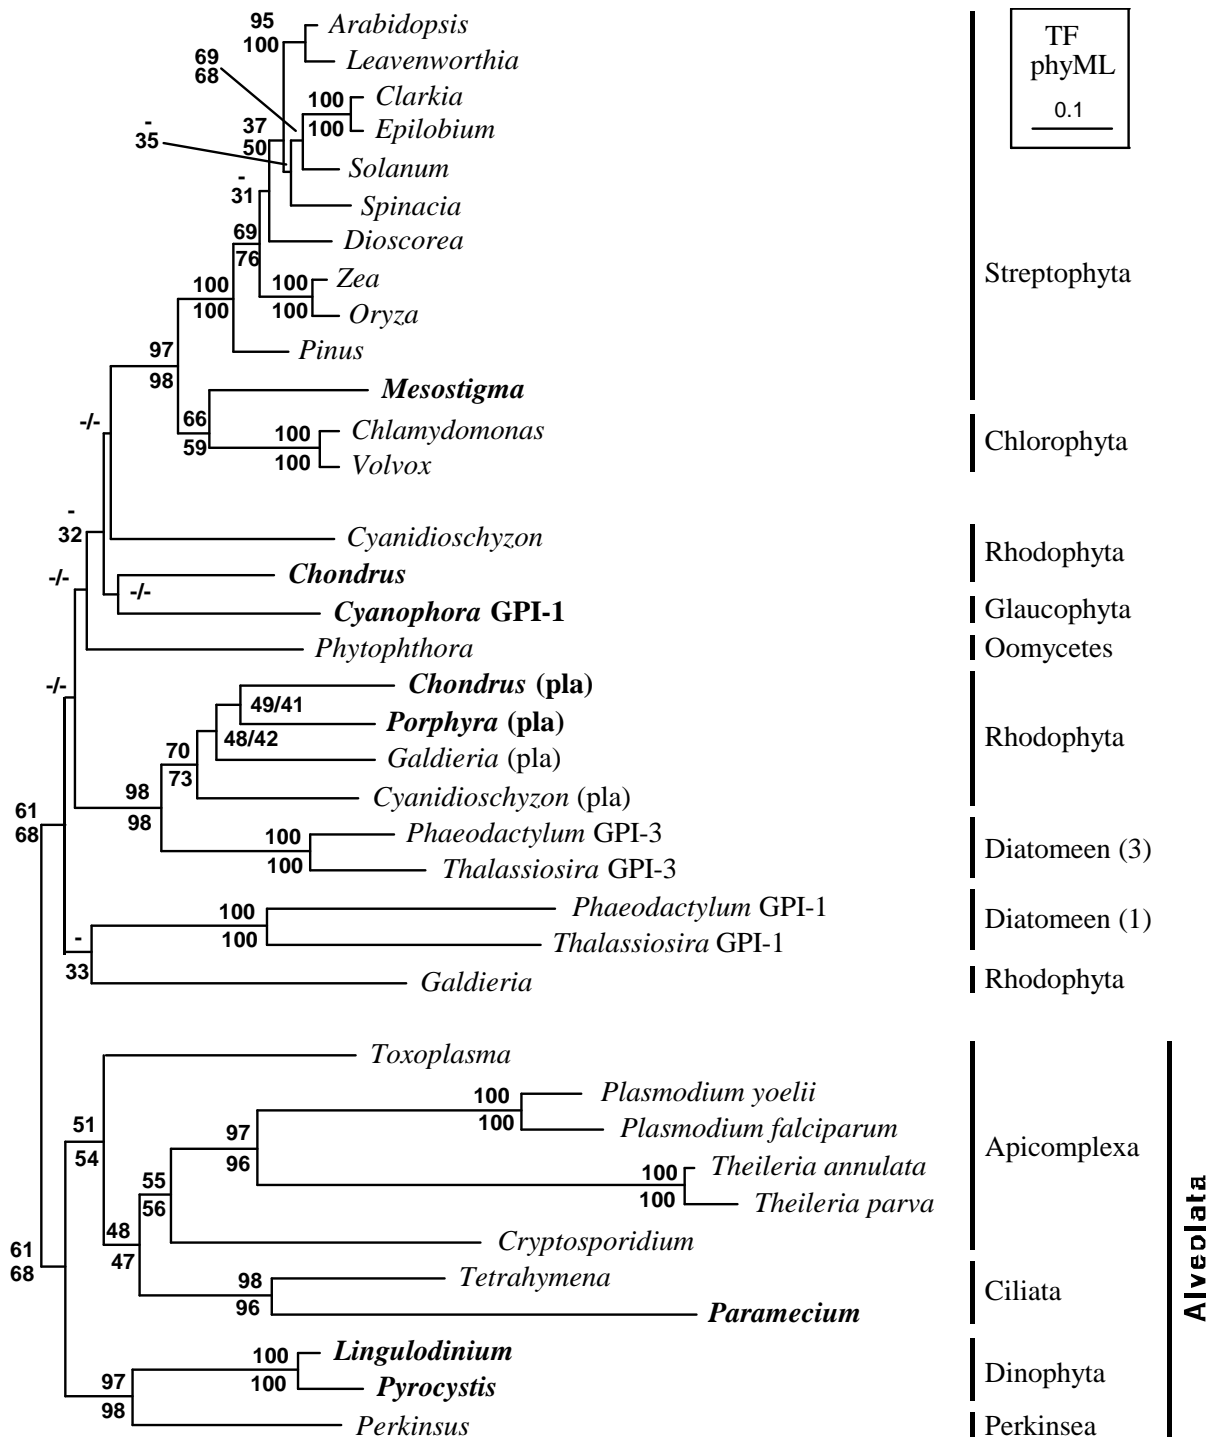 95
100
Arabidopsis
Leavenworthia
TF
phyML
0.1
69
68
100
100
Clarkia
Epilobium
-
35
37
50
Solanum
-
31
Spinacia
69
76
Dioscorea
100
100
Zea
Oryza
Streptophyta
100
100
Pinus
97
98
Mesostigma
66
59
-/-
100
100
Chlamydomonas
Volvox
Chlorophyta
-
32
Cyanidioschyzon
Rhodophyta
-/-
Chondrus
-/-
Cyanophora GPI-1
Glaucophyta
Phytophthora
Oomycetes
-/-
Chondrus (pla)
49/41
Porphyra (pla)
48/42
Rhodophyta
70
73
Galdieria (pla)
98
98
Cyanidioschyzon (pla)
61
68
100
100
Phaeodactylum GPI-3
Thalassiosira GPI-3
Diatomeen (3)
100
100
Phaeodactylum GPI-1
Thalassiosira GPI-1
Diatomeen (1)
-
33
Galdieria
Rhodophyta
Toxoplasma
51
54
100
100
Plasmodium yoelii
Plasmodium falciparum
97
96
Apicomplexa
55
56
100
100
Theileria annulata
Theileria parva
48
47
Cryptosporidium
61
68
98
96
Tetrahymena
Paramecium
Ciliata
Alveolata
100
100
Lingulodinium
Pyrocystis
Dinophyta
97
98
Perkinsus
Perkinsea